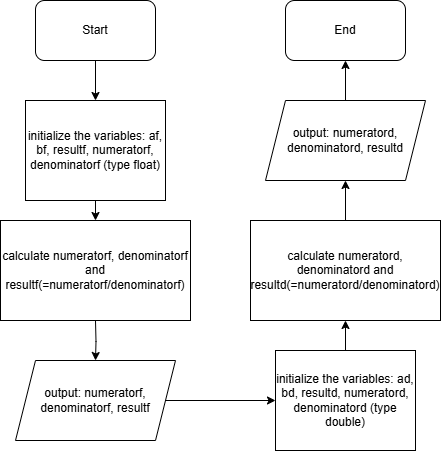 Start
initialize the variables: af,
bf, resultf, numeratorf,
denominatorf (type float)
calculate numeratorf, denominatorf
and
resultf(=numeratorf/denominatorf)
output: numeratorf,
denominatorf, resultf
initialize the variables: ad,
bd, resultd, numeratord,
denominatord (type
double)
calculate numeratord,
denominatord and
resultd(=numeratord/denominatord)
output: numeratord,
denominatord, resultd
End